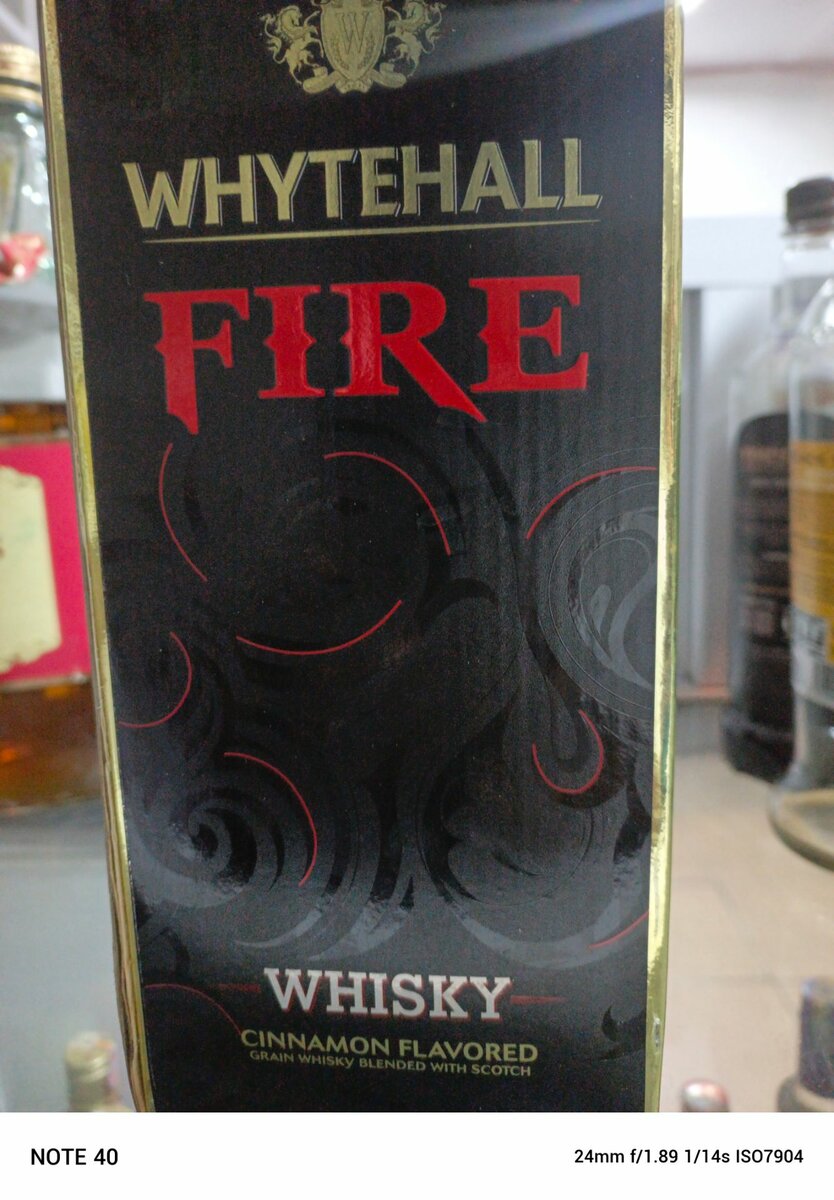 W
WHYTEHALL
FIRE
WHISKY
CINNAMON FLAVORED
GRAIN WHISKY BLENDED WITH SCOTCH
NOTE 40
24mm f/1.89 1/14s ISO7904